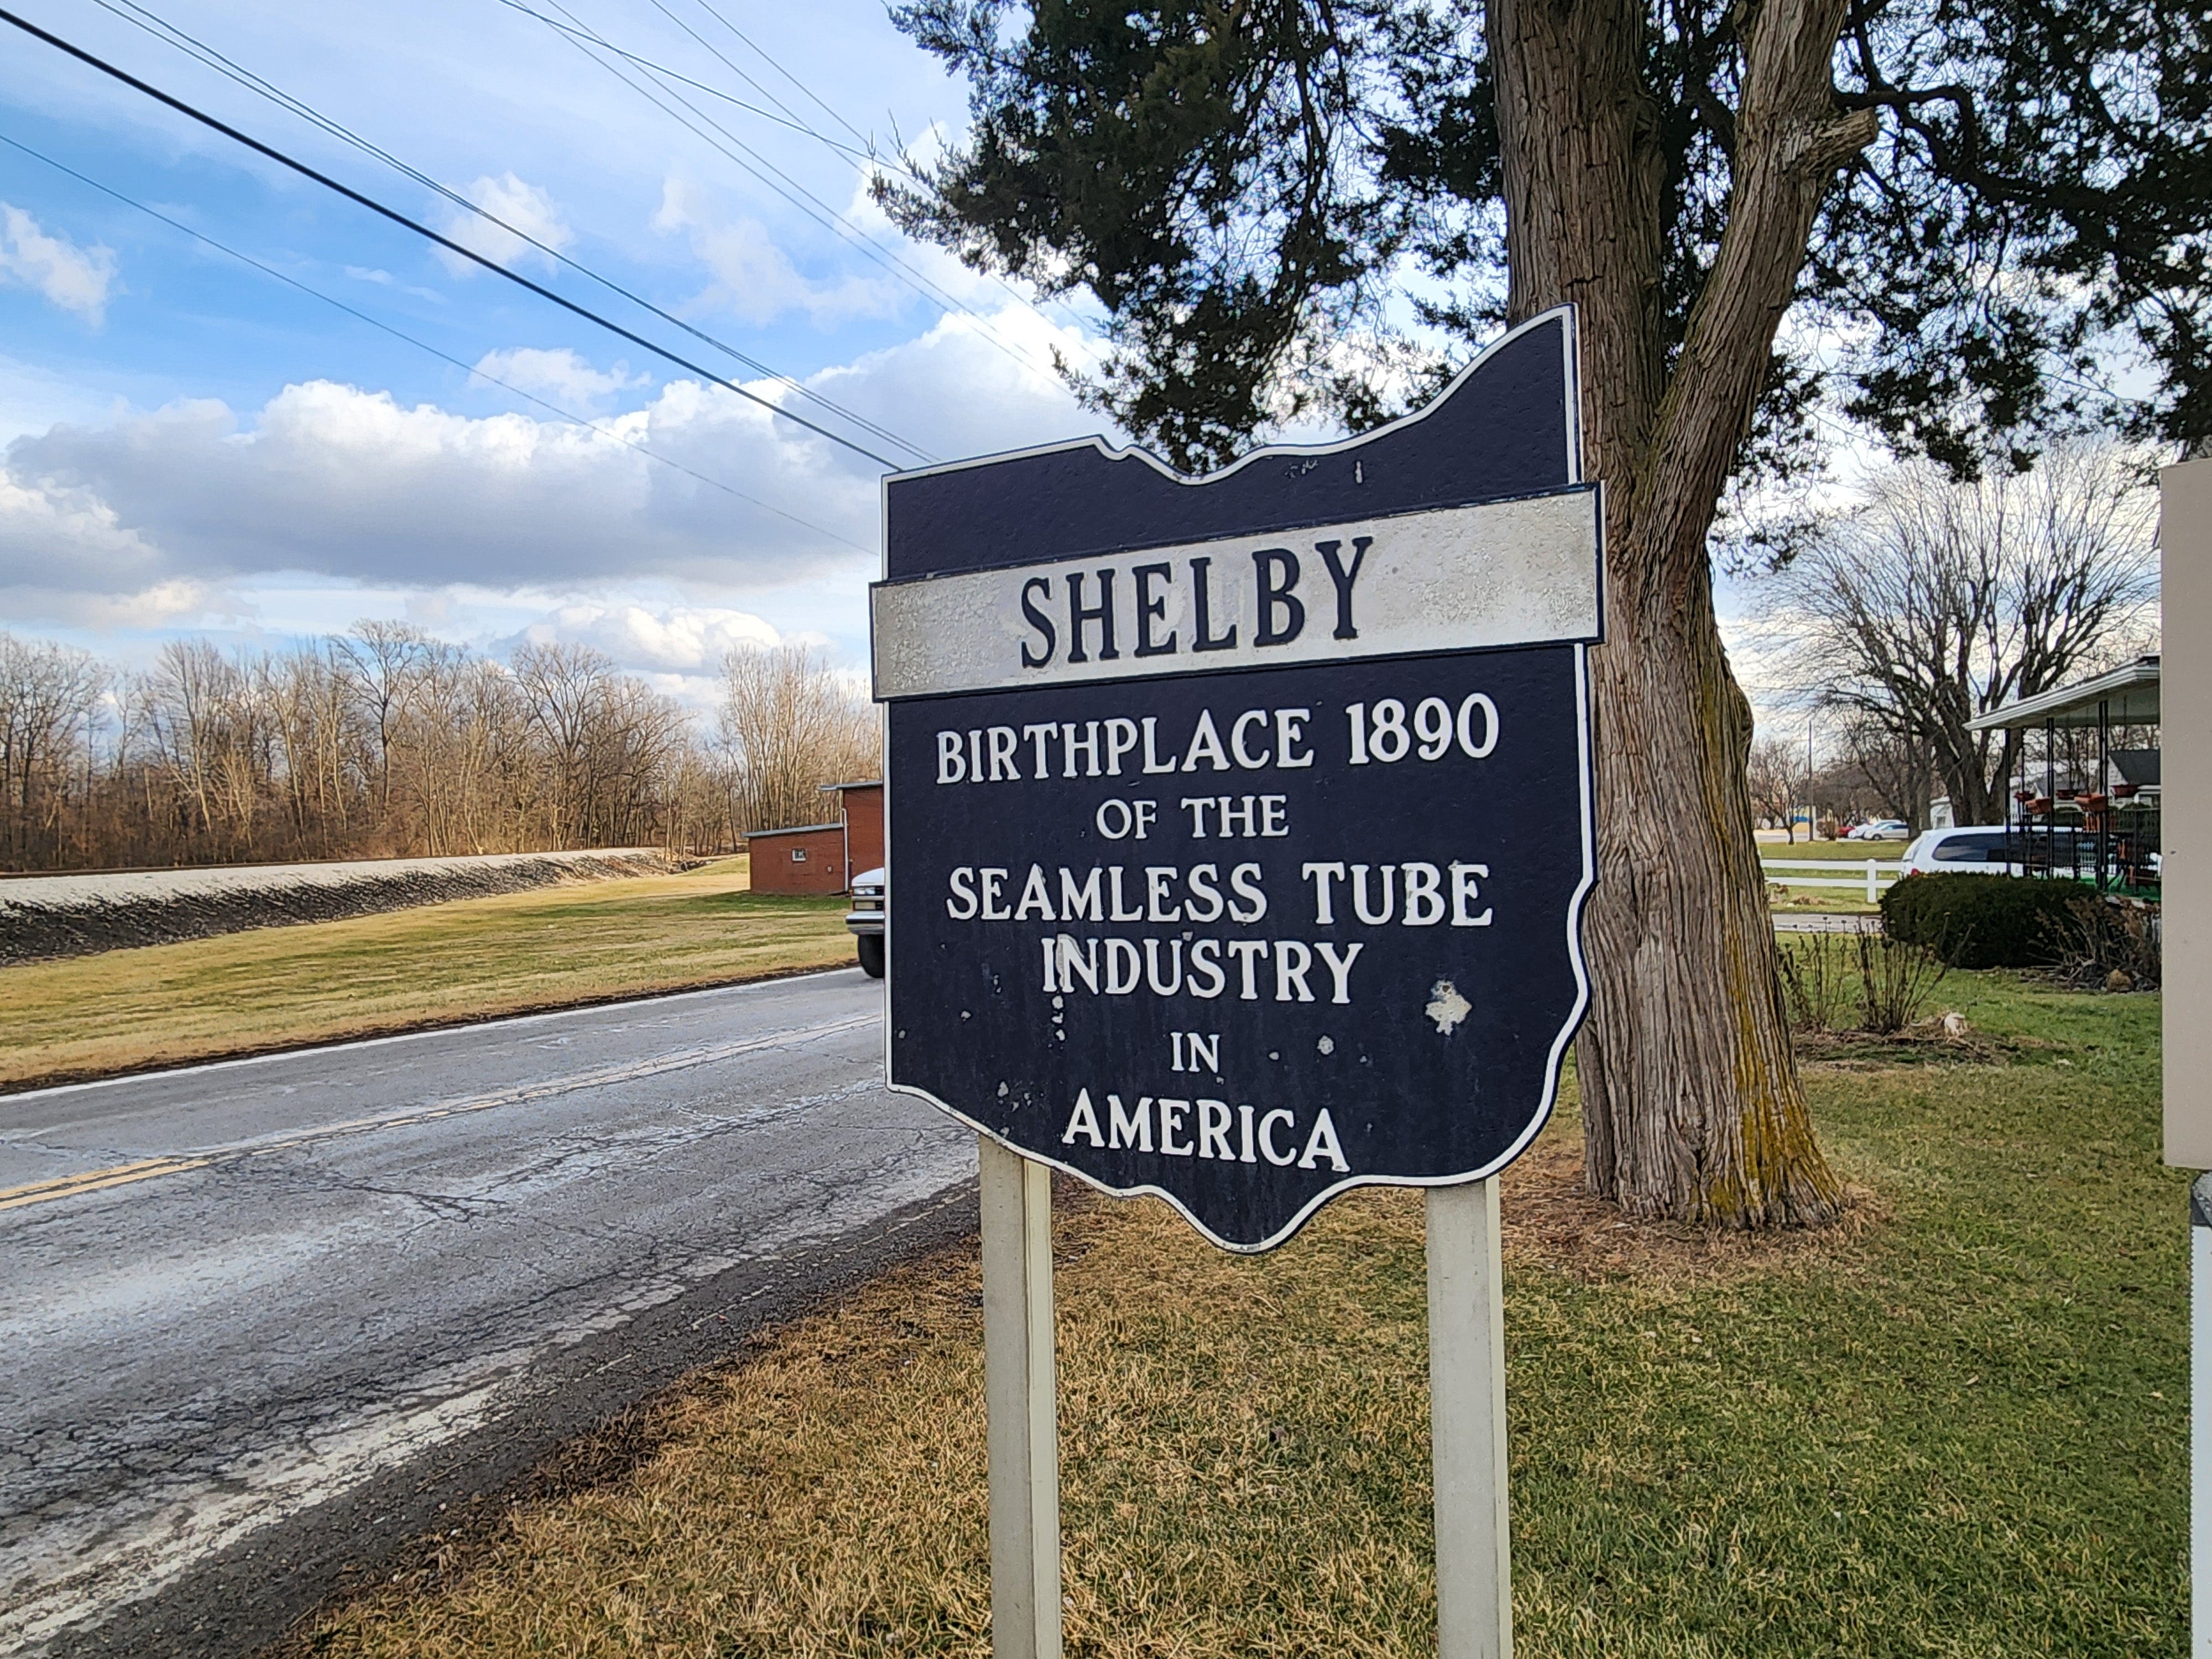 SHELBY
BIRTHPLACE 1890
OF THE
SEAMLESS TUBE
INDUSTRY
IN
AMERICA